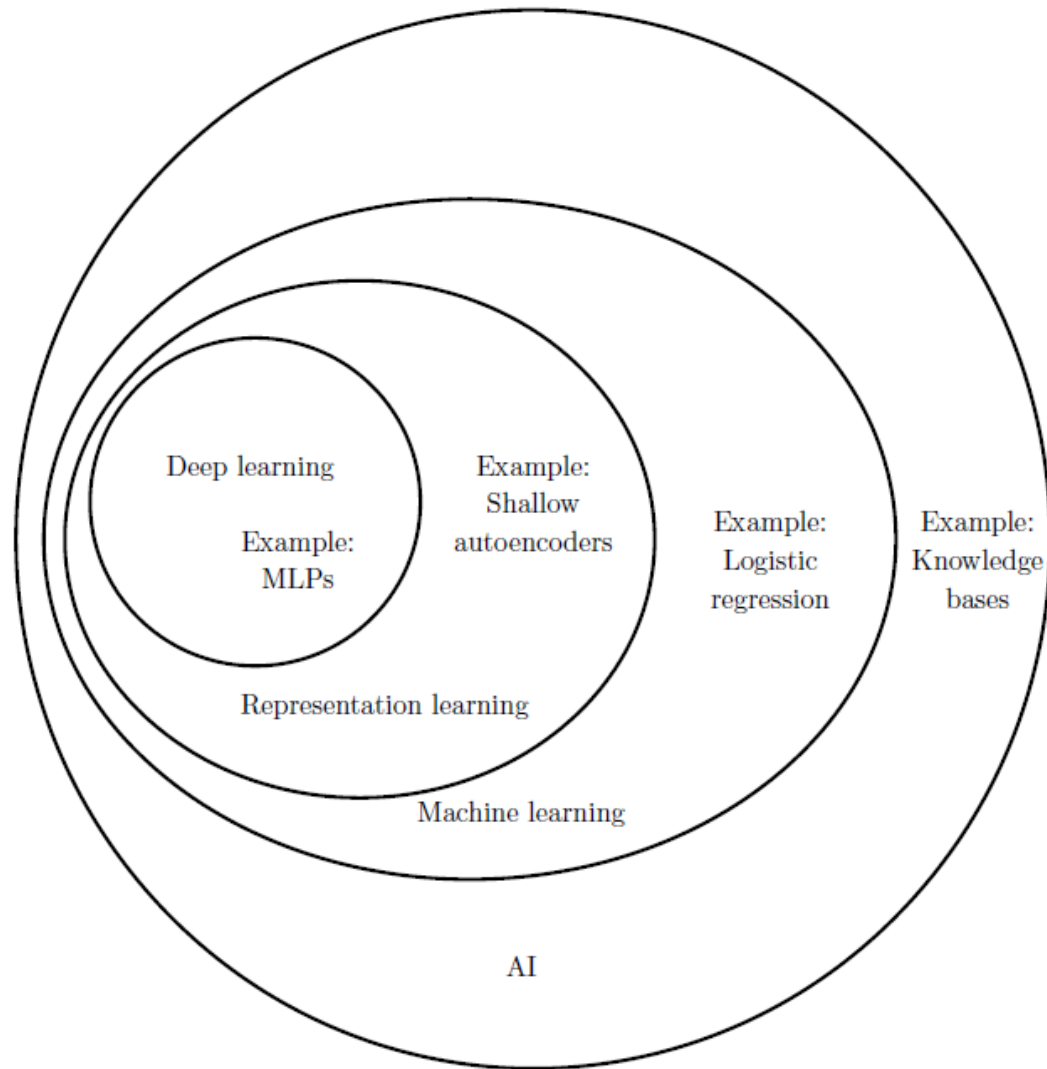 Deep learning
Example:
MLPs
Example:
Shallow
autoencoders
Example:
Logistic
regression
Example:
Knowledge
bases
Representation learning
Machine learning
AI